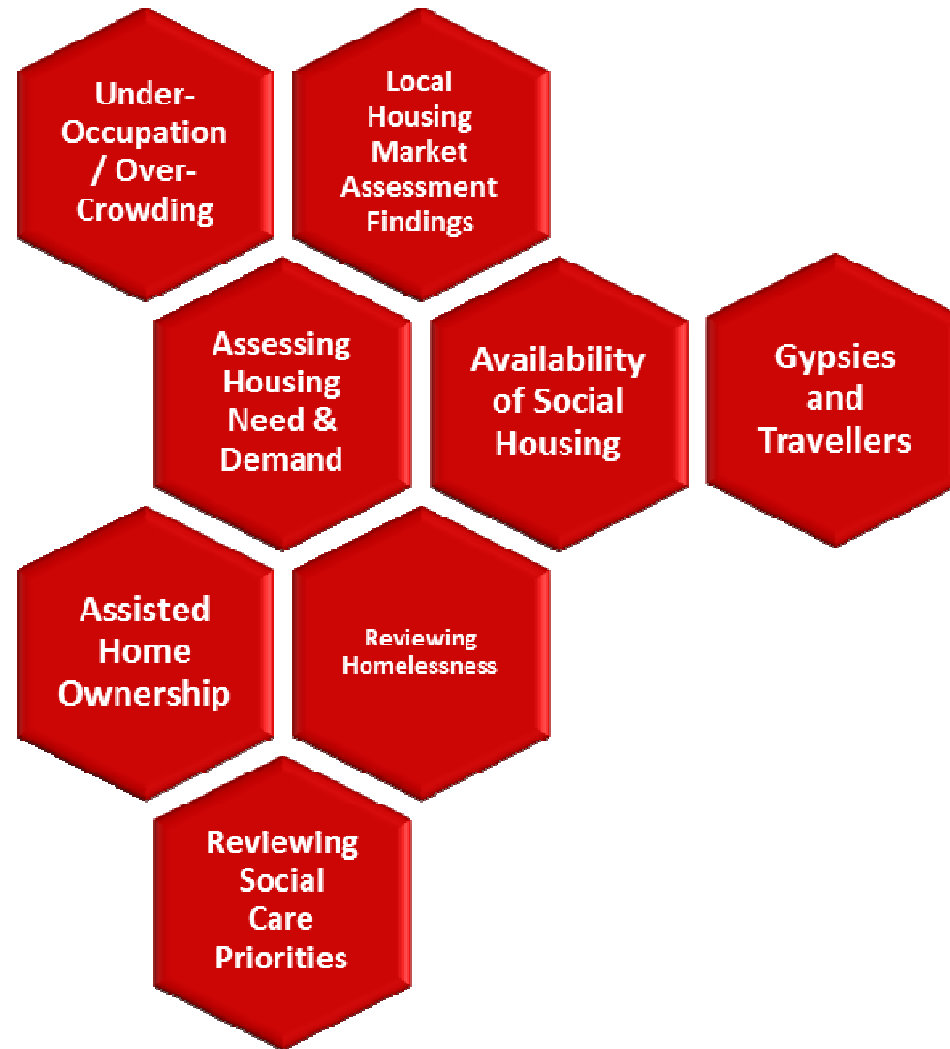 Under-
Occupation
/ Over-
Crowding
Local
Housing
Market
Assessment
Findings
Assessing
Housing
Need &
Demand
Availability
of Social
Housing
Gypsies
and
Travellers
Assisted
Home
Ownership
Reviewing
Homelessness
Reviewing
Social
Care
Priorities